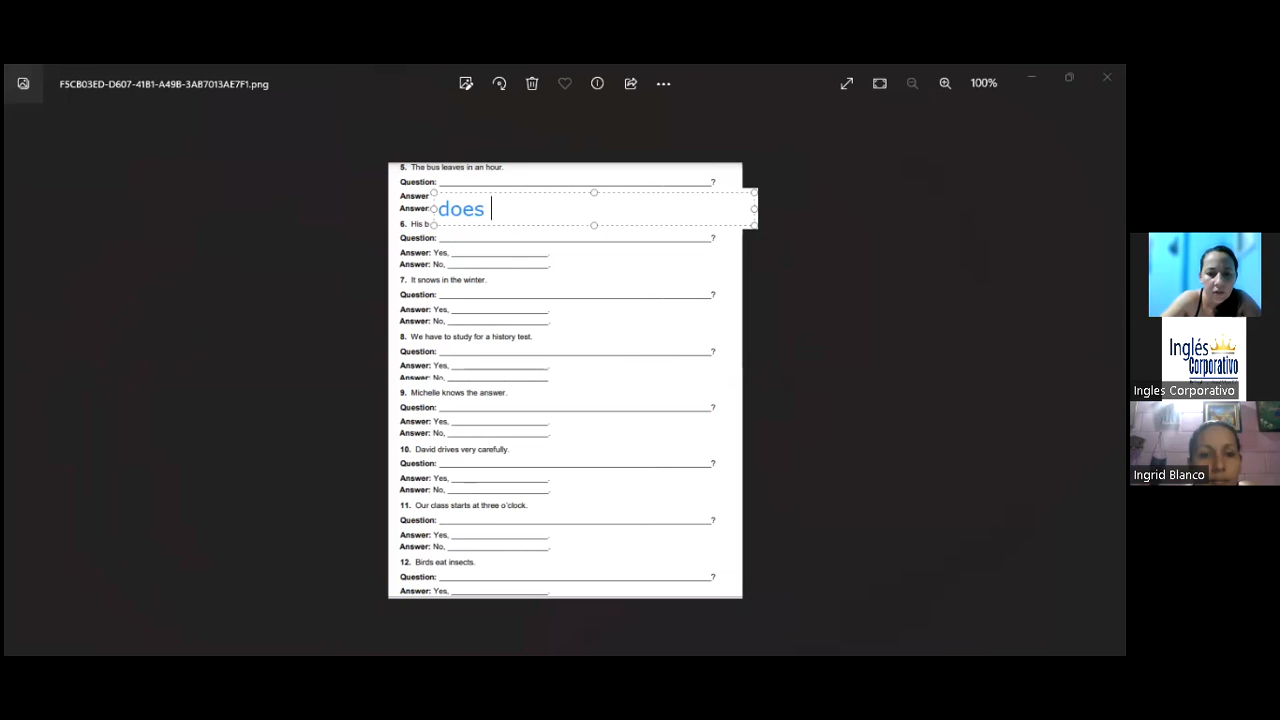 F5CB03ED-D607-41B1-A49B-3AB7013AE7F1.png
100%
5. The bus leaves in an hour.
Question: ?
Answer
Answer:
does
6. His b
Question: ?
Answer: Yes, .
Answer: No, .
7. It snows in the winter.
Question: ?
Answer: Yes, .
Answer: No, .
8. We have to study for a history test.
Question: ?
Answer: Yes, .
Answer: No,
9. Michelle knows the answer.
Question: ?
Answer: Yes, .
Answer: No, .
10. David drives very carefully.
Question: ?
Answer: Yes, .
Answer: No, .
11. Our class starts at three o'clock.
Question: ?
Answer: Yes, .
Answer: No, .
12. Birds eat insects.
Question: ?
Answer: Yes, .
Inglés
Corporativo
Ingles Corporativo
Ingrid Blanco